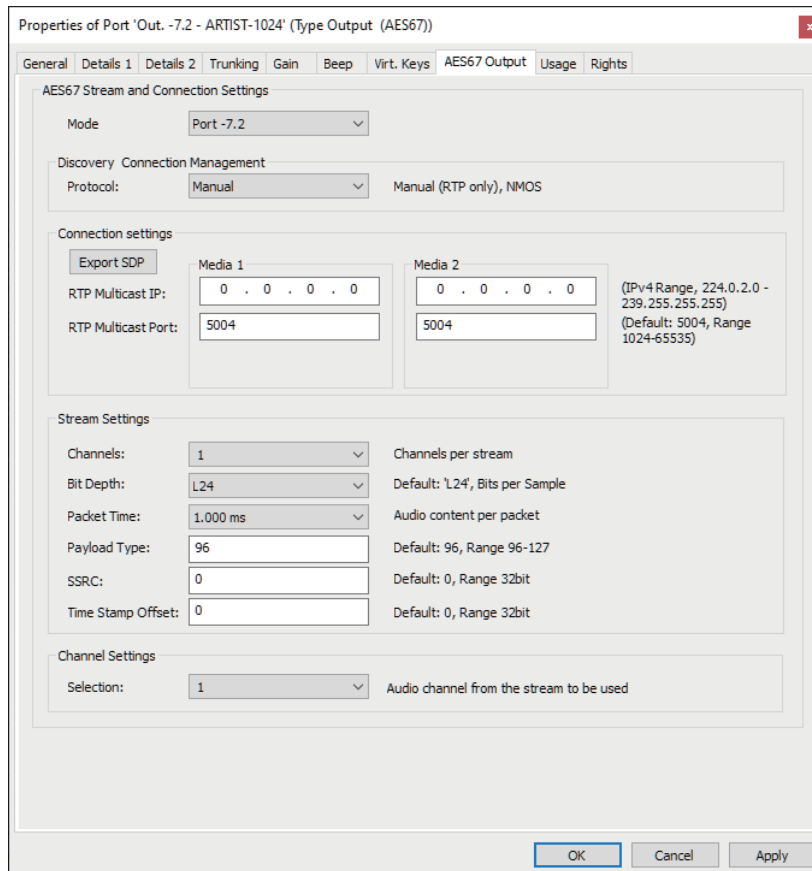 Properties of Port 'Out. -7.2 - ARTIST-1024' (Type Output (AES67))
x
General Details 1 Details 2 Trunking Gain Beep Virt. Keys AES67 Output Usage Rights
AES67 Stream and Connection Settings
Mode Port -7.2
Discovery Connection Management
Protocol: Manual Manual (RTP only), NMOS
Connection settings
Export SDP Media 1 Media 2
RTP Multicast IP: 0 . 0 . 0 . 0 0 . 0 . 0 . 0 (IPv4 Range, 224.0.2.0 -
239.255.255.255)
RTP Multicast Port: 5004 5004 (Default: 5004, Range
1024-65535)
Stream Settings
Channels: 1 Channels per stream
Bit Depth: L24 Default: 'L24', Bits per Sample
Packet Time: 1.000 ms Audio content per packet
Payload Type: 96 Default: 96, Range 96-127
SSRC: 0 Default: 0, Range 32bit
Time Stamp Offset: 0 Default: 0, Range 32bit
Channel Settings
Selection: 1 Audio channel from the stream to be used
OK Cancel Apply